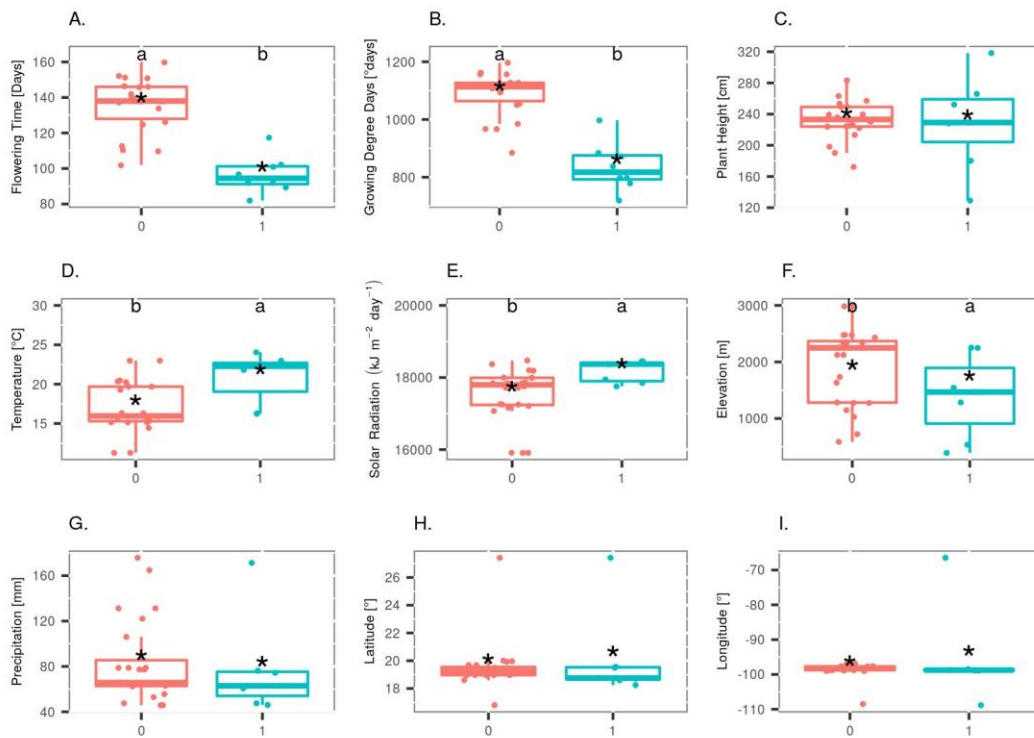 A.
a b
Flowering Time [Days]
160
140
120
100
80
0 1
B.
a b
Growing Degree Days [°days]
1200
1000
800
0 1
C.
Plant Height [cm]
320
280
240
200
160
120
0 1
D.
b a
Temperature [°C]
30
25
20
15
0 1
E.
b a
Solar Radiation (kJ m⁻² day⁻¹)
20000
18000
16000
0 1
F.
b a
Elevation [m]
3000
2000
1000
0 1
G.
Precipitation [mm]
160
120
80
40
0 1
H.
Latitude [°]
26
24
22
20
18
0 1
I.
Longitude [°]
-70
-80
-90
-100
-110
0 1